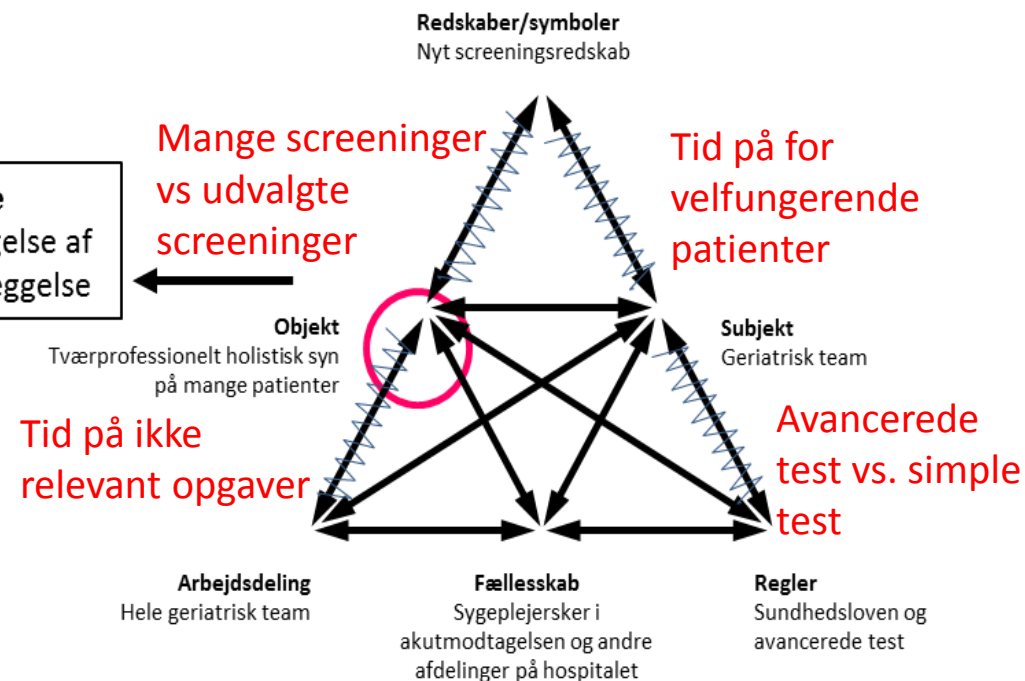 Redskaber/symboler
Nyt screeningsredskab
Mange screeninger
vs udvalgte
screeninger
Tid på for
velfungerende
patienter
Objekt
Tværprofessionelt holistisk syn
på mange patienter
Subjekt
Geriatrisk team
Tid på ikke
relevant opgaver
Avancerede
test vs. simple
test
Arbejdsdeling
Hele geriatrisk team
Fællesskab
Sygeplejersker i
akutmodtagelsen og andre
afdelinger på hospitalet
Regler
Sundhedsloven og
avancerede test